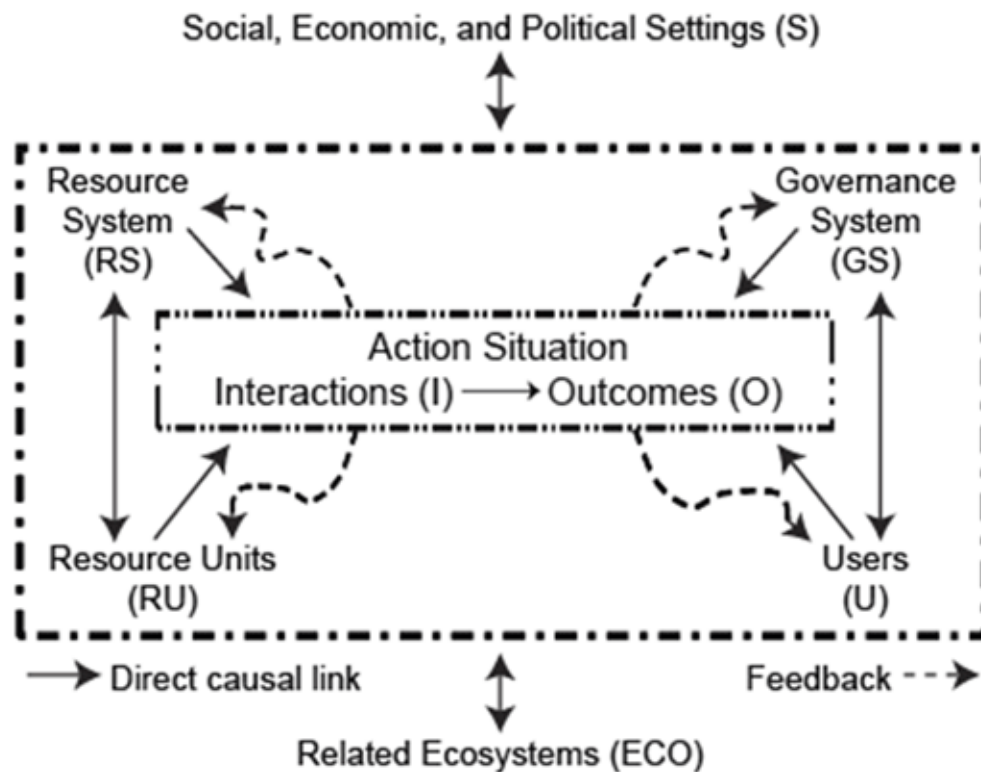 Social, Economic, and Political Settings (S)
Resource
System
(RS)
Governance
System
(GS)
Action Situation
Interactions (I) Outcomes (O)
Resource Units
(RU)
Users
(U)
Direct causal link
Feedback
Related Ecosystems (ECO)